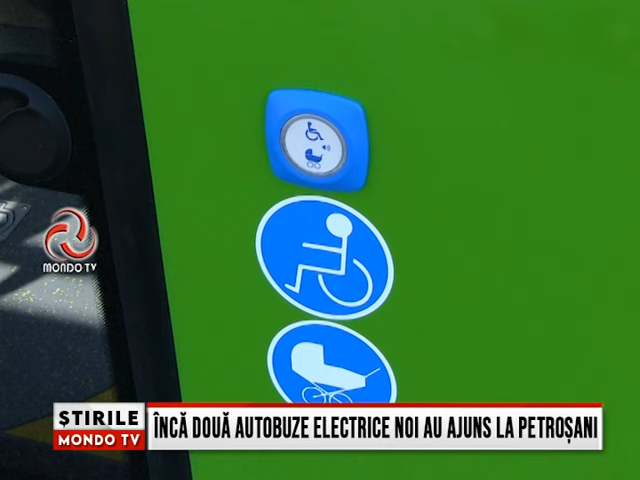 MONDO TV
ȘTIRILE
MONDO TV
ÎNCĂ DOUĂ AUTOBUZE ELECTRICE NOI AU AJUNS LA PETROȘANI